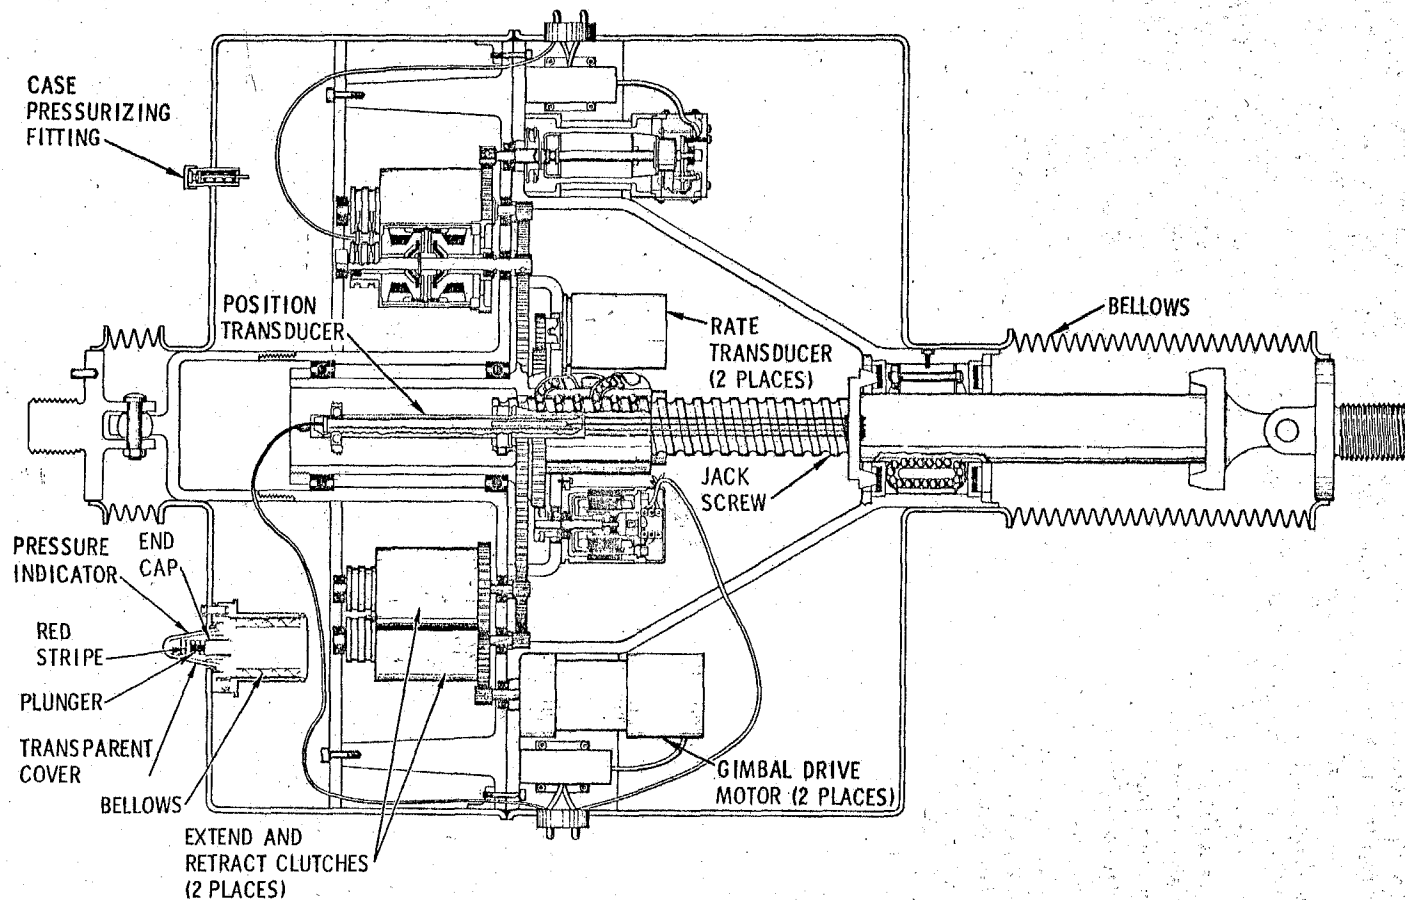 CASE
PRESSURIZING
FITTING
POSITION
TRANSDUCER
RATE
TRANSDUCER
(2 PLACES)
BELLOWS
JACK
SCREW
PRESSURE
INDICATOR
END
CAP
RED
STRIPE
PLUNGER
TRANSPARENT
COVER
BELLOWS
EXTEND AND
RETRACT CLUTCHES
(2 PLACES)
GIMBAL DRIVE
MOTOR (2 PLACES)